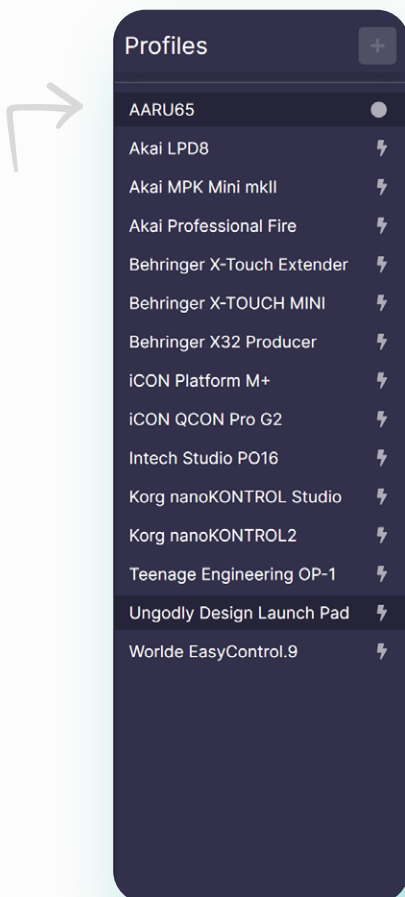 Profiles
AARU65
Akai LPD8
Akai MPK Mini mkII
Akai Professional Fire
Behringer X-Touch Extender
Behringer X-TOUCH MINI
Behringer X32 Producer
iCON Platform M+
iCON QCON Pro G2
Intech Studio PO16
Korg nanoKONTROL Studio
Korg nanoKONTROL2
Teenage Engineering OP-1
Ungodly Design Launch Pad
Worlde EasyControl.9